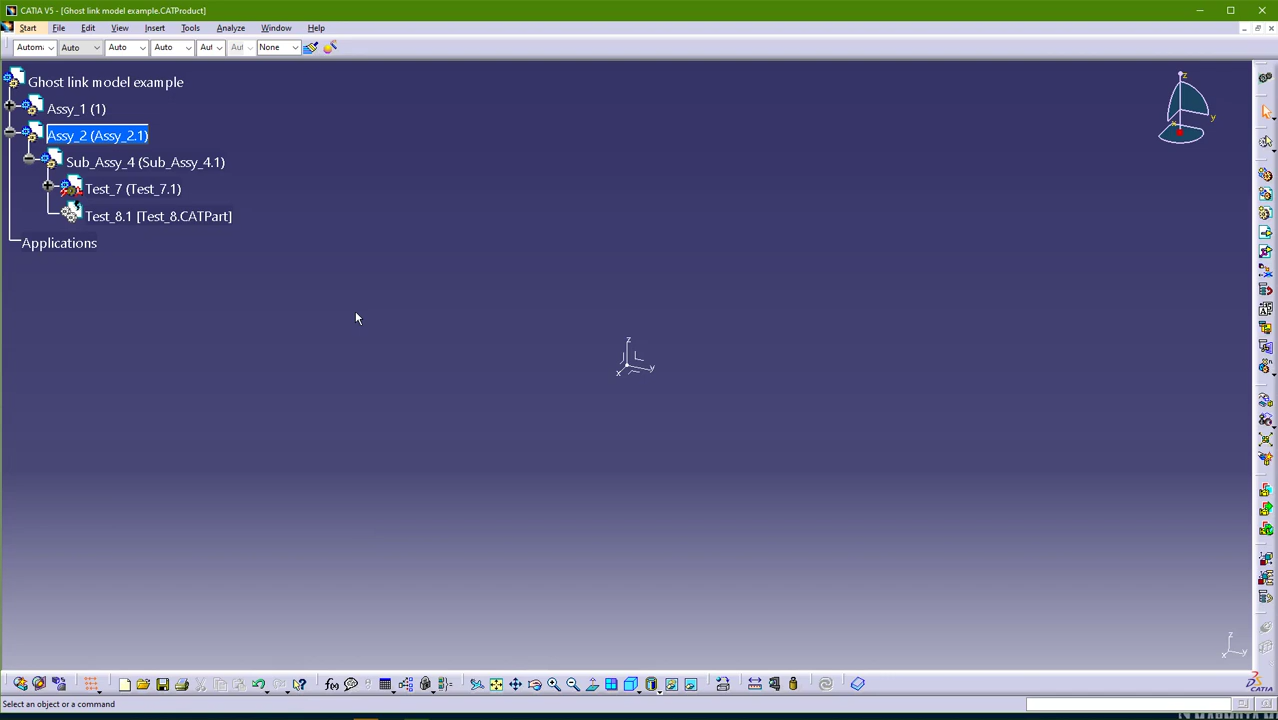 CATIA V5 - [Ghost link model example.CATProduct]
Start File Edit View Insert Tools Analyze Window Help
Automa Auto Auto Auto Aut Aut None
Ghost link model example
Assy_1 (1)
Assy_2 (Assy_2.1)
Sub_Assy_4 (Sub_Assy_4.1)
Test_7 (Test_7.1)
Test_8.1 [Test_8.CATPart]
Applications
z
x y
z
x y
z
x y
Select an object or a command
CATIA